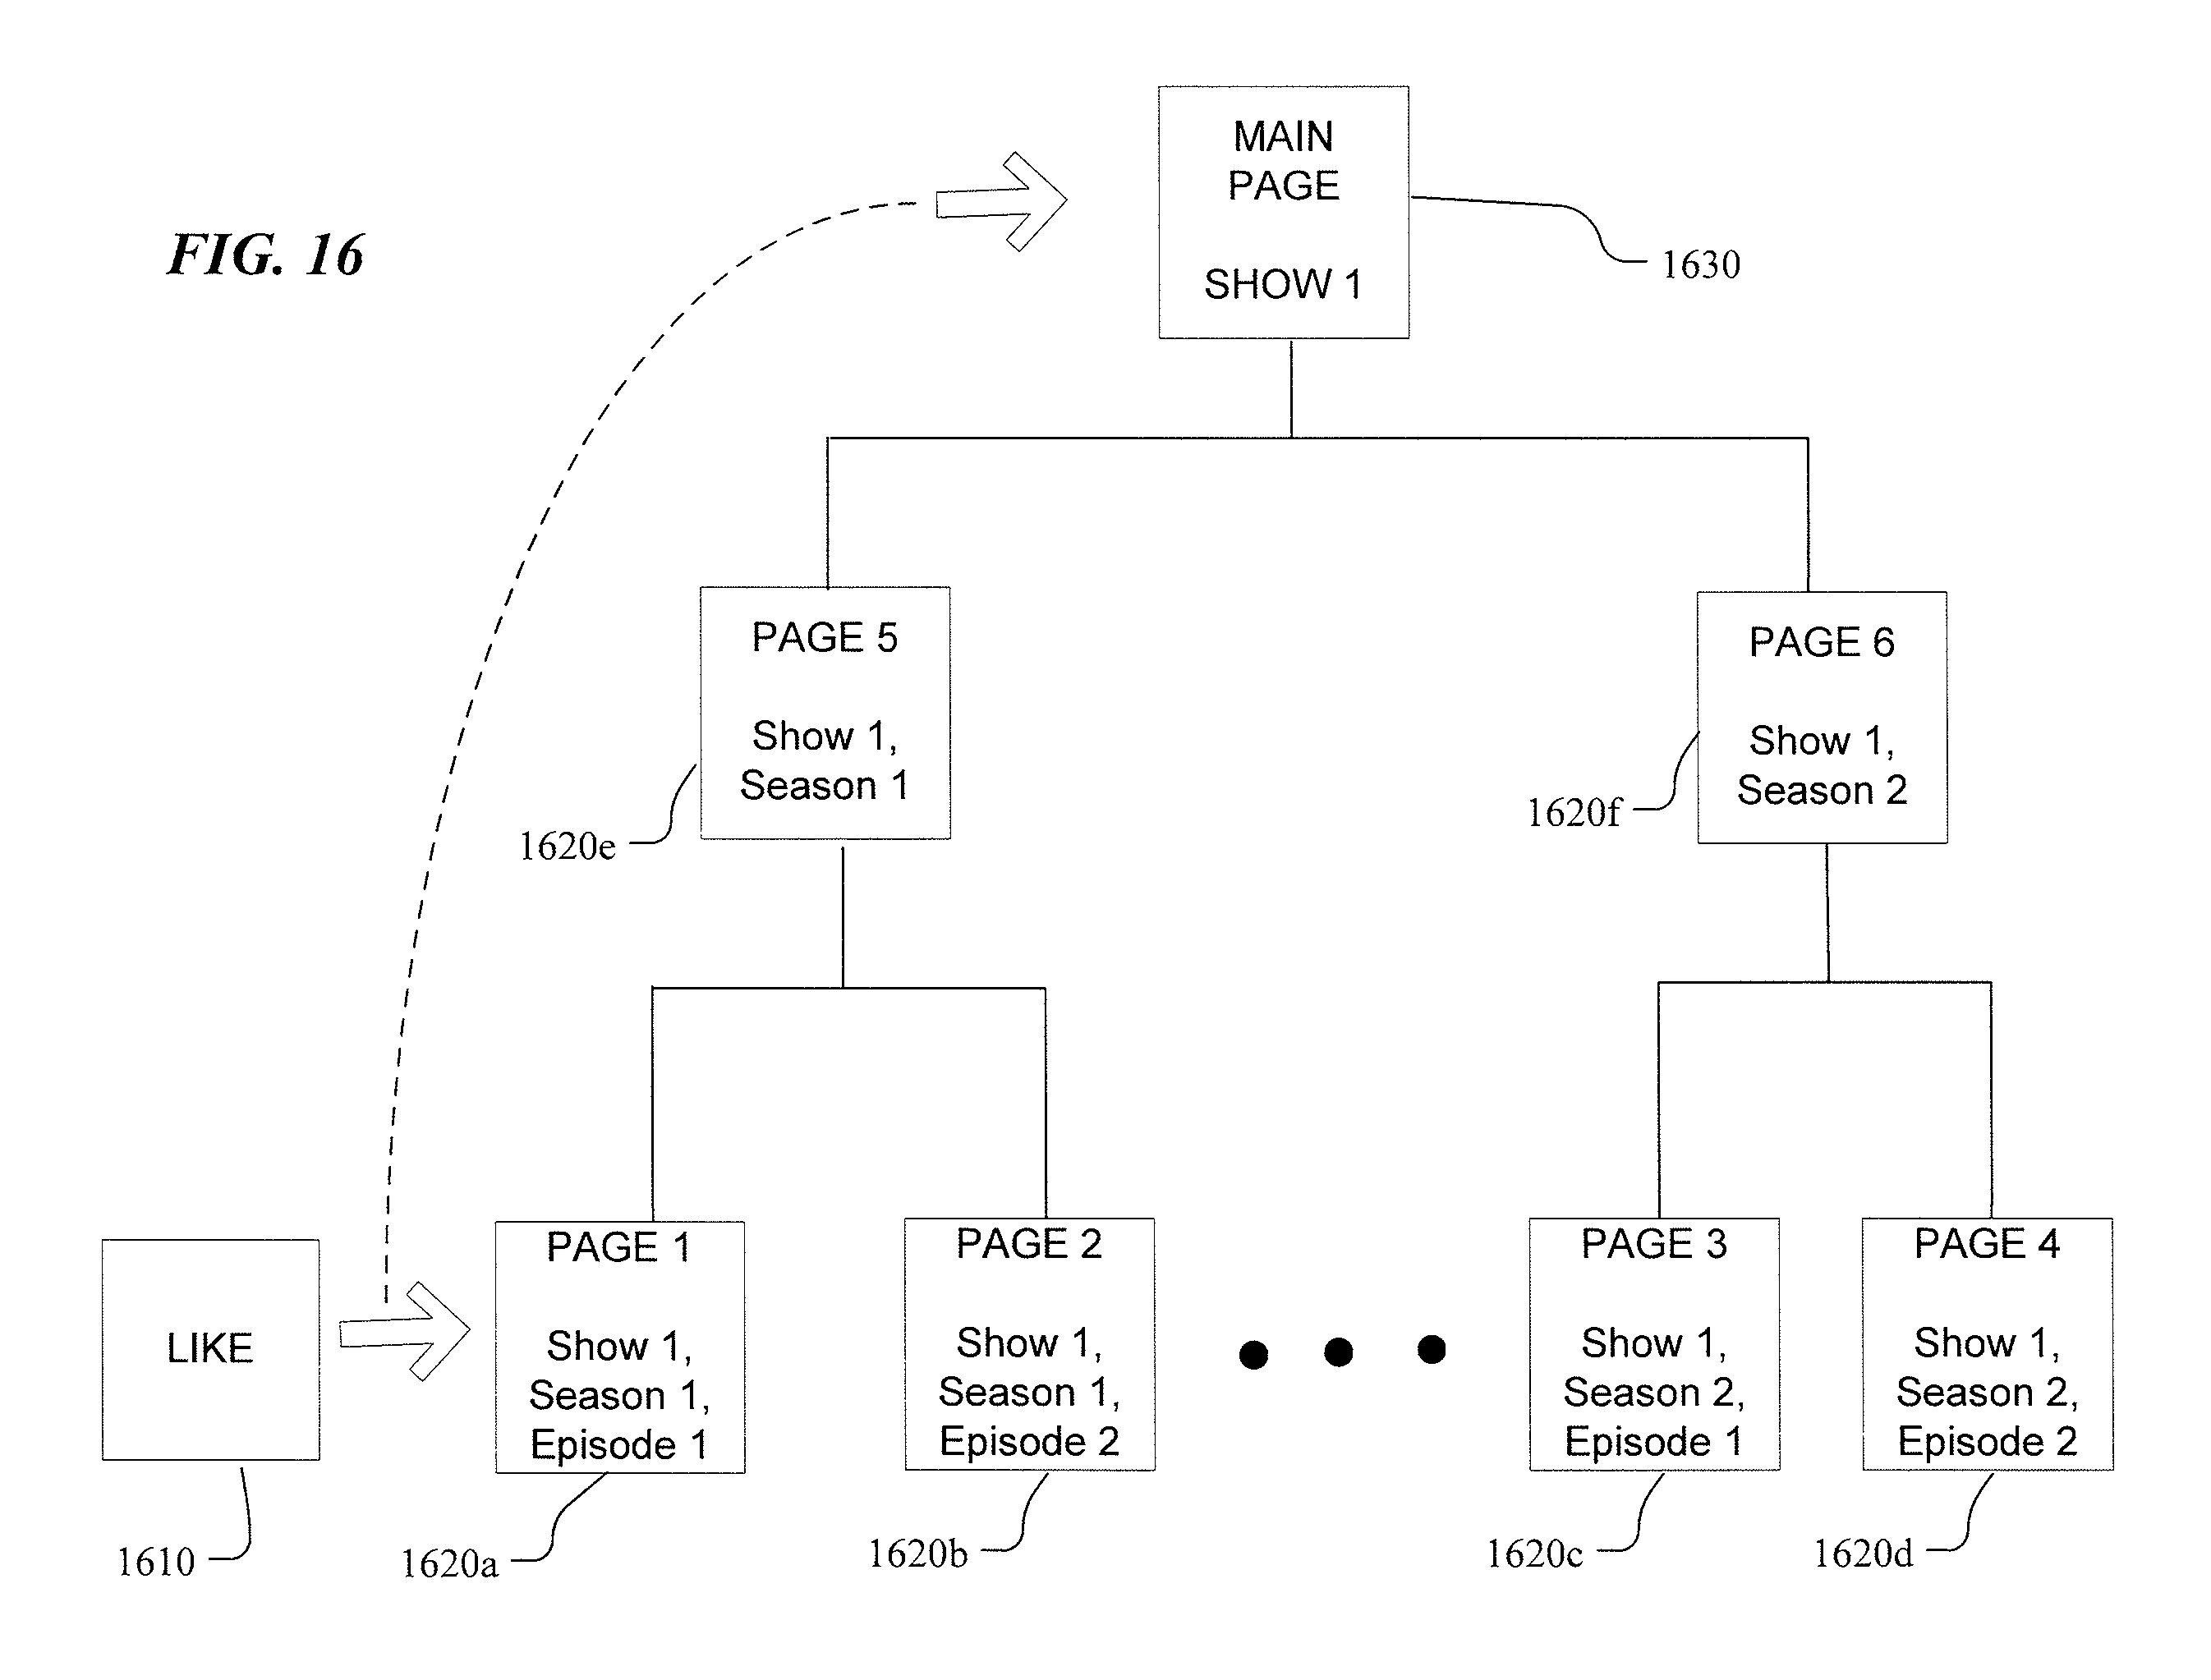 FIG. 16
MAIN
PAGE
SHOW 1
1630
PAGE 5
Show 1,
Season 1
1620e
PAGE 6
Show 1,
Season 2
1620f
LIKE
1610
PAGE 1
Show 1,
Season 1,
Episode 1
1620a
PAGE 2
Show 1,
Season 1,
Episode 2
1620b
PAGE 3
Show 1,
Season 2,
Episode 1
1620c
PAGE 4
Show 1,
Season 2,
Episode 2
1620d